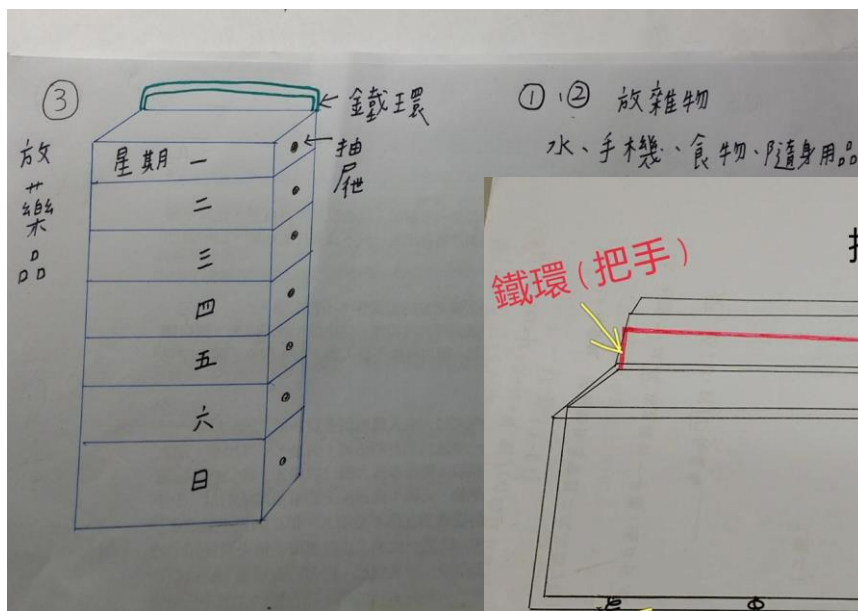 ③
放藥品
鐵環
星期 一
抽屜
二
三
四
五
六
日
①、② 放雜物
水、手機、食物、隨身用品
鐵環(把手)